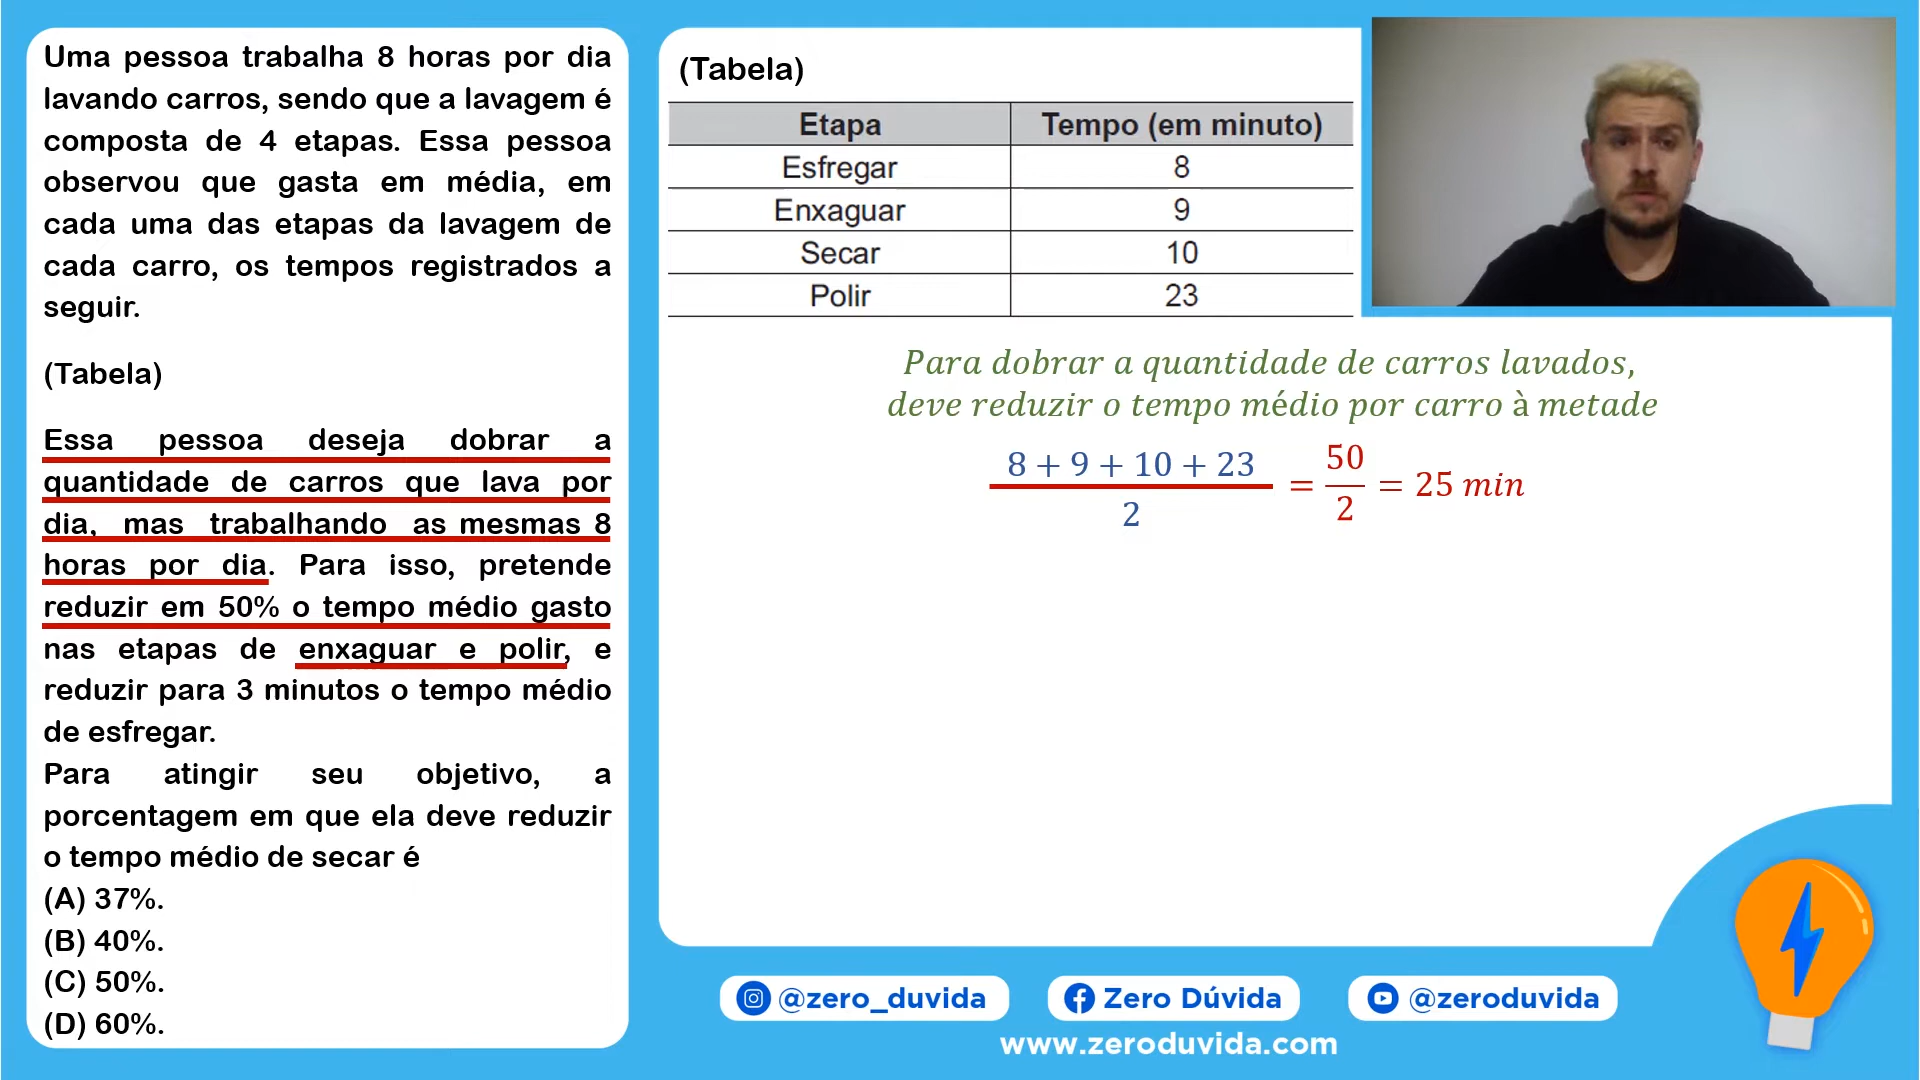 Uma pessoa trabalha 8 horas por dia
lavando carros, sendo que a lavagem é
composta de 4 etapas. Essa pessoa
observou que gasta em média, em
cada uma das etapas da lavagem de
cada carro, os tempos registrados a
seguir.
(Tabela)
Essa pessoa deseja dobrar a
quantidade de carros que lava por
dia, mas trabalhando as mesmas 8
horas por dia. Para isso, pretende
reduzir em 50% o tempo médio gasto
nas etapas de enxaguar e polir, e
reduzir para 3 minutos o tempo médio
de esfregar.
Para atingir seu objetivo, a
porcentagem em que ela deve reduzir
o tempo médio de secar é
(A) 37%.
(B) 40%.
(C) 50%.
(D) 60%.
(Tabela)
Etapa Tempo (em minuto)
Esfregar 8
Enxaguar 9
Secar 10
Polir 23
Para dobrar a quantidade de carros lavados,
deve reduzir o tempo médio por carro à metade
8 + 9 + 10 + 23 / 2 = 50 / 2 = 25 min
@zero_duvida Zero Dúvida @zeroduvida
www.zeroduvida.com